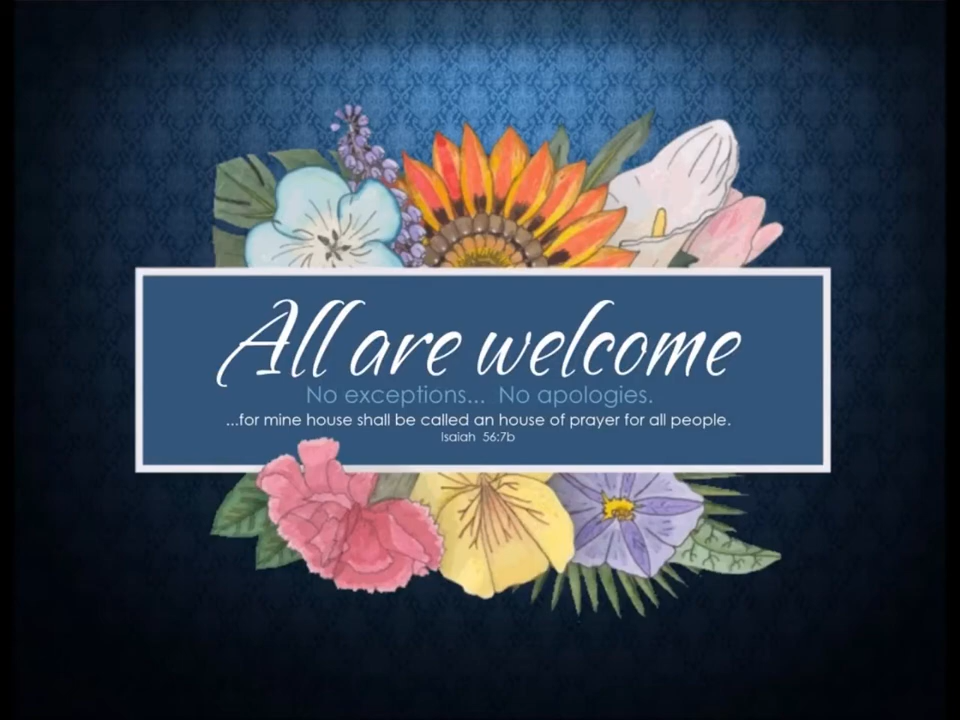 All are welcome
No exceptions... No apologies.
...for mine house shall be called an house of prayer for all people.
Isaiah 56:7b